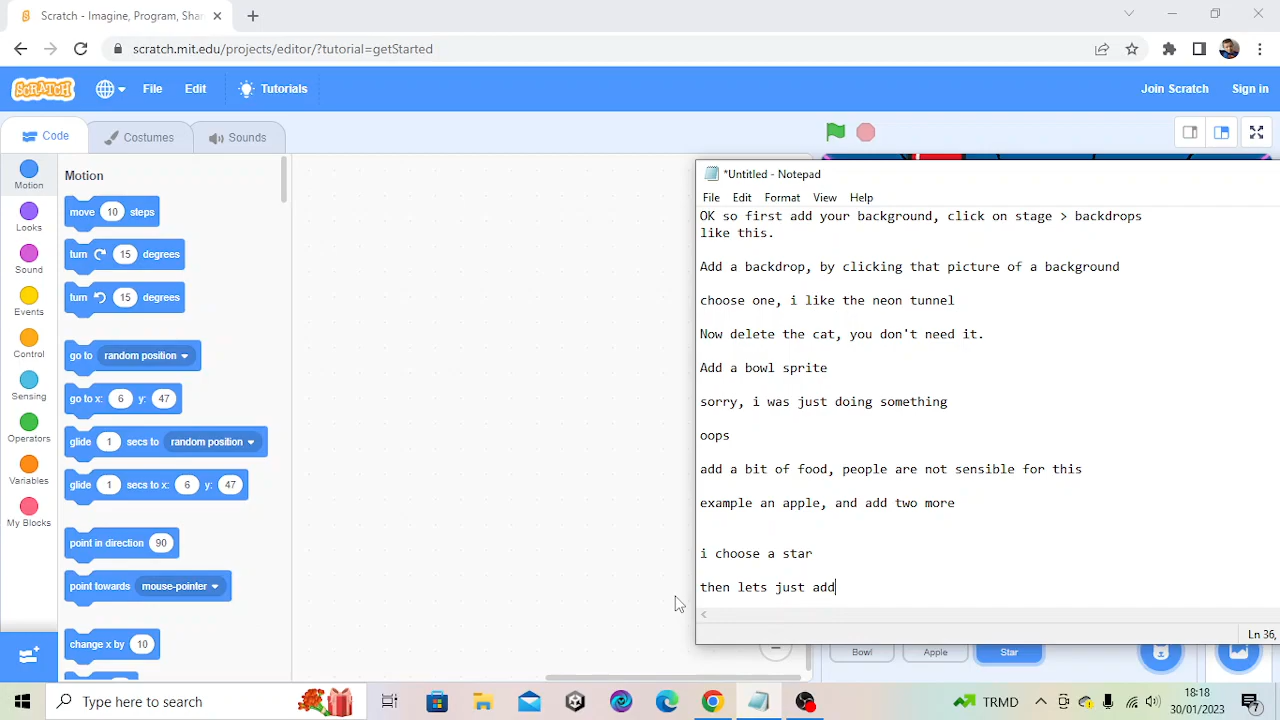 Scratch - Imagine, Program, Sha
scratch.mit.edu/projects/editor/?tutorial=getStarted
SCRATCH
File
Edit
Tutorials
Join Scratch
Sign in
Code
Costumes
Sounds
Motion
Looks
Sound
Events
Control
Sensing
Operators
Variables
My Blocks
Motion
move 10 steps
turn 15 degrees
turn 15 degrees
go to random position
go to x: 6 y: 47
glide 1 secs to random position
glide 1 secs to x: 6 y: 47
point in direction 90
point towards mouse-pointer
change x by 10
*Untitled - Notepad
File Edit Format View Help
OK so first add your background, click on stage > backdrops
like this.
Add a backdrop, by clicking that picture of a background
choose one, i like the neon tunnel
Now delete the cat, you don't need it.
Add a bowl sprite
sorry, i was just doing something
oops
add a bit of food, people are not sensible for this
example an apple, and add two more
i choose a star
then lets just add
Ln 36,
Bowl
Apple
Star
Type here to search
TRMD
18:18
30/01/2023
7